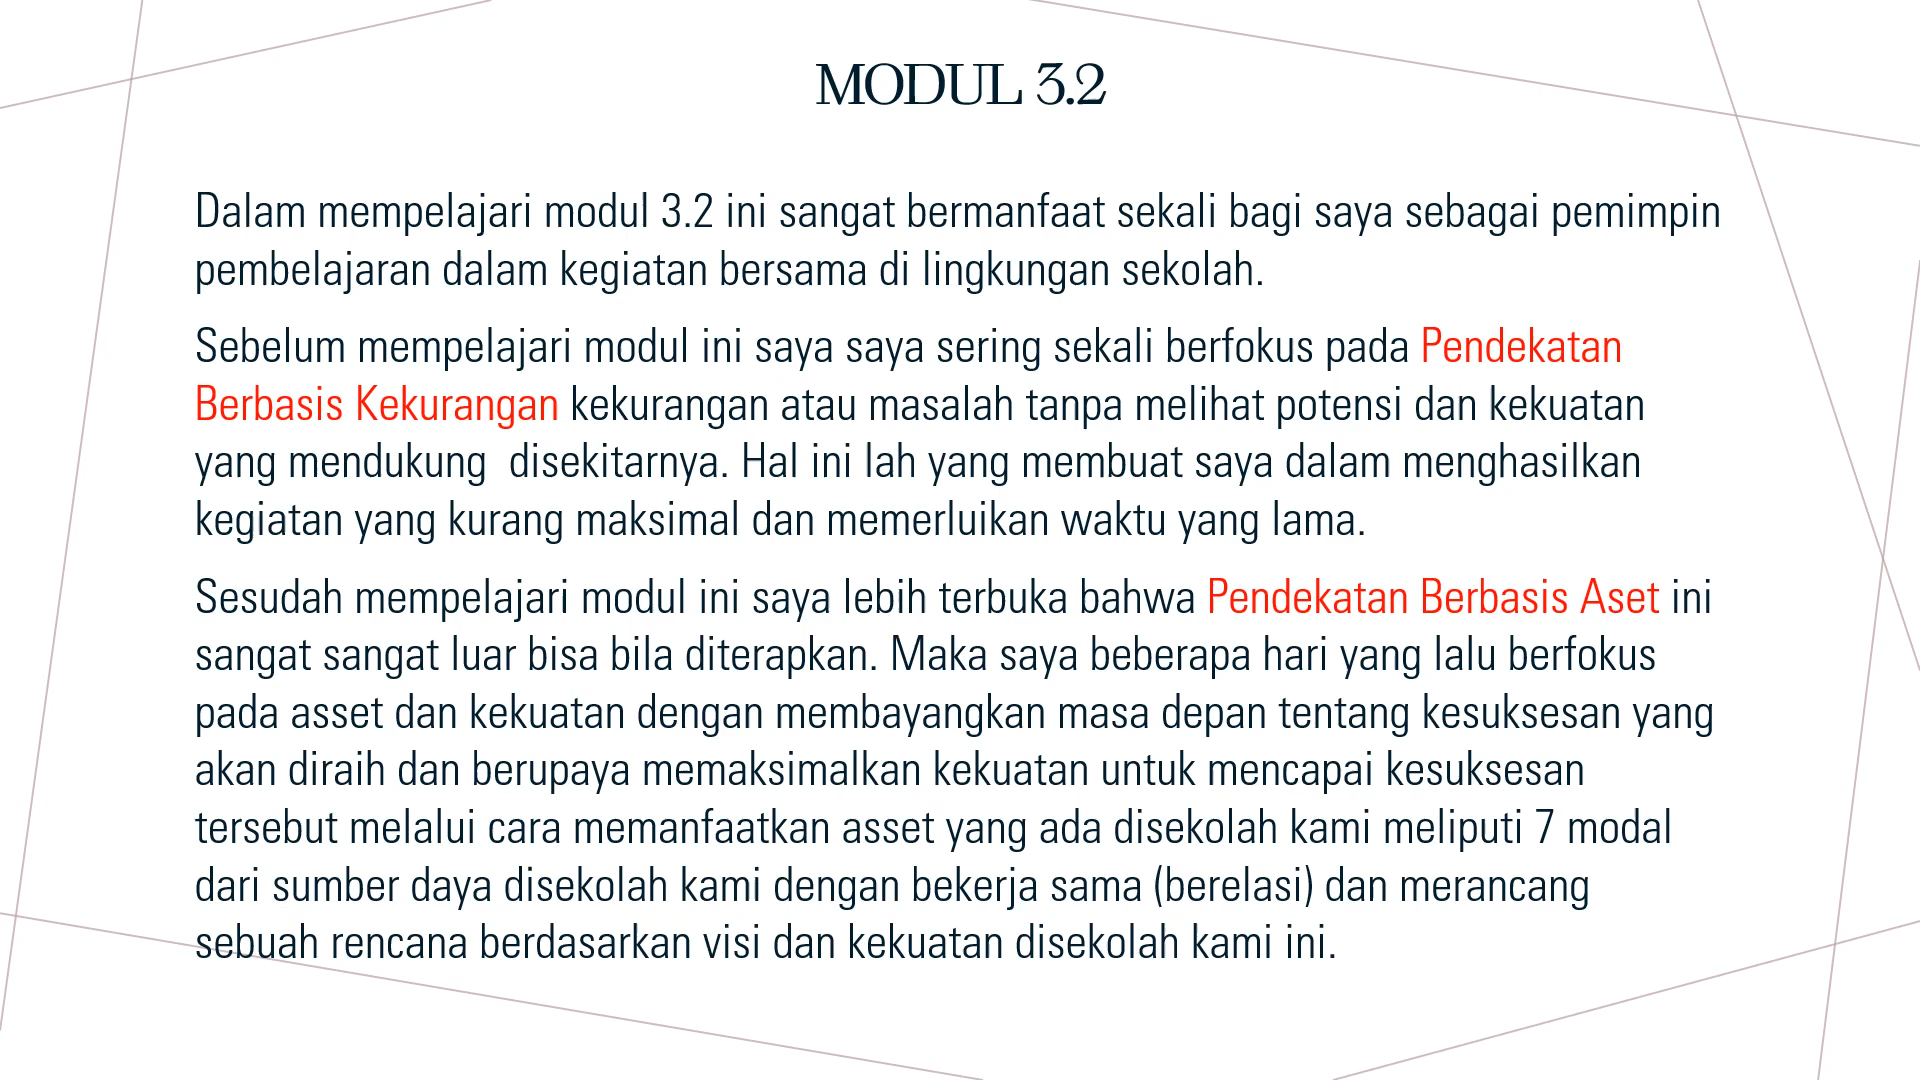 MODUL 3.2
Dalam mempelajari modul 3.2 ini sangat bermanfaat sekali bagi saya sebagai pemimpin
pembelajaran dalam kegiatan bersama di lingkungan sekolah.
Sebelum mempelajari modul ini saya saya sering sekali berfokus pada Pendekatan
Berbasis Kekurangan kekurangan atau masalah tanpa melihat potensi dan kekuatan
yang mendukung  disekitarnya. Hal ini lah yang membuat saya dalam menghasilkan
kegiatan yang kurang maksimal dan memerluikan waktu yang lama.
Sesudah mempelajari modul ini saya lebih terbuka bahwa Pendekatan Berbasis Aset ini
sangat sangat luar bisa bila diterapkan. Maka saya beberapa hari yang lalu berfokus
pada asset dan kekuatan dengan membayangkan masa depan tentang kesuksesan yang
akan diraih dan berupaya memaksimalkan kekuatan untuk mencapai kesuksesan
tersebut melalui cara memanfaatkan asset yang ada disekolah kami meliputi 7 modal
dari sumber daya disekolah kami dengan bekerja sama (berelasi) dan merancang
sebuah rencana berdasarkan visi dan kekuatan disekolah kami ini.